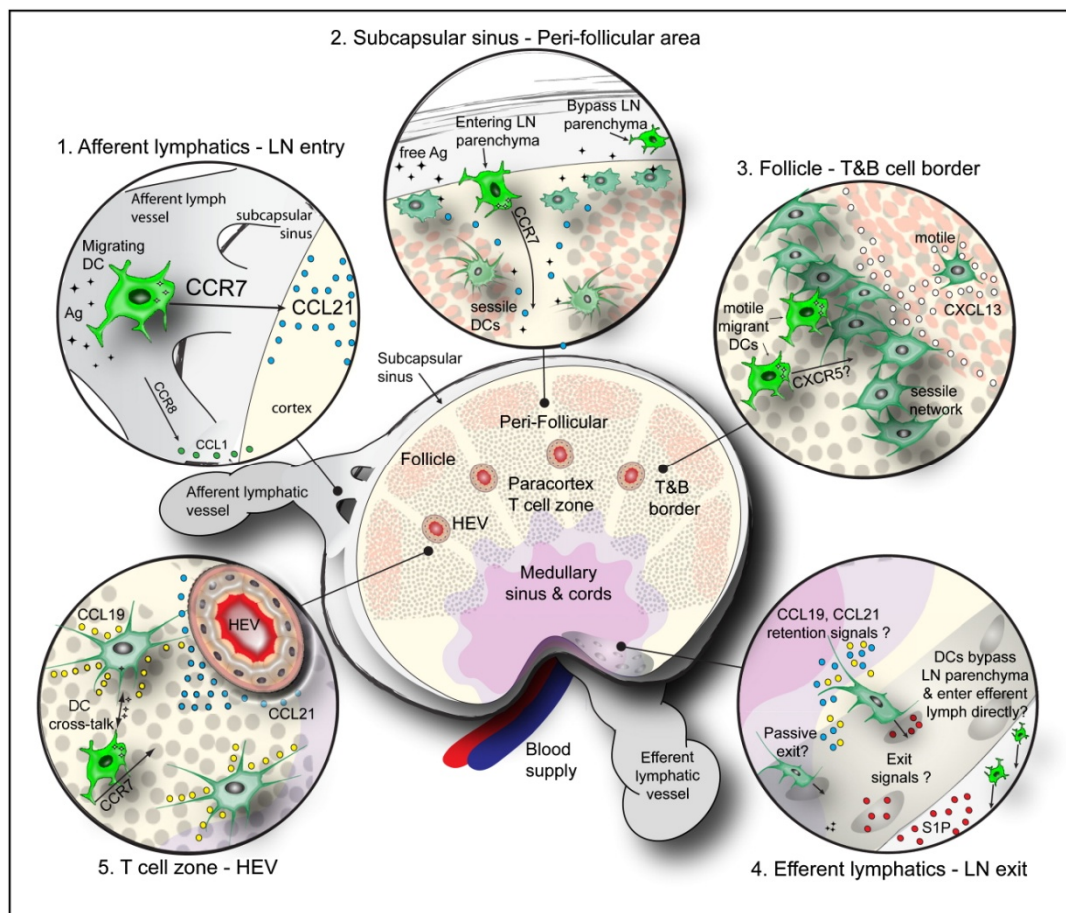 2. Subcapsular sinus - Peri-follicular area
free Ag
Entering LN
parenchyma
Bypass LN
parenchyma
CCR7
sessile
DCs
1. Afferent lymphatics - LN entry
Afferent lymph
vessel
subcapsular
sinus
Migrating
DC
CCR7
CCL21
Ag
CCR8
CCL1
cortex
3. Follicle - T&B cell border
motile
CXCL13
motile
migrant
DCs
CXCR5?
sessile
network
Subcapsular
sinus
Peri-Follicular
Follicle
Paracortex
T cell zone
T&B
border
HEV
Medullary
sinus & cords
Afferent lymphatic
vessel
Blood
supply
Efferent
lymphatic
vessel
CCL19
HEV
DC
cross-talk
CCL21
CCR7
5. T cell zone - HEV
CCL19, CCL21
retention signals ?
DCs bypass
LN parenchyma
& enter efferent
lymph directly?
Passive
exit?
Exit
signals ?
S1P
4. Efferent lymphatics - LN exit